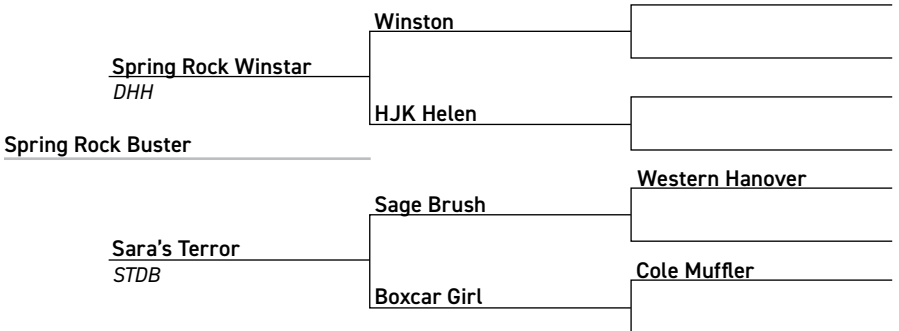 Winston
Spring Rock Winstar
DHH
HJK Helen
Spring Rock Buster
Western Hanover
Sage Brush
Sara's Terror
STDB
Cole Muffler
Boxcar Girl